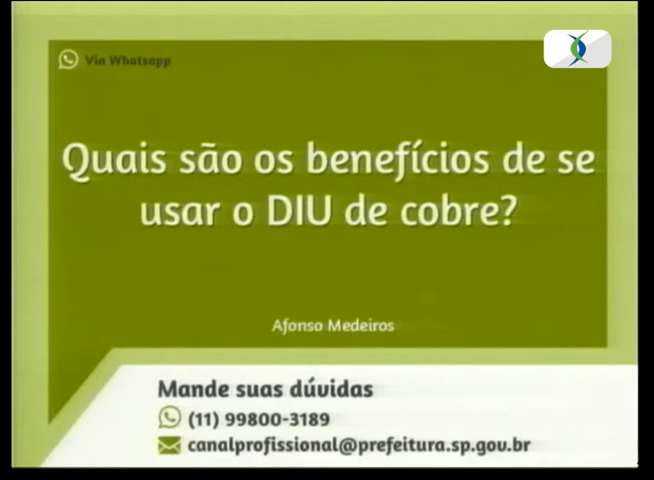 Via Whatsapp
Quais são os benefícios de se
usar o DIU de cobre?
Afonso Medeiros
Mande suas dúvidas
(11) 99800-3189
canalprofissional@prefeitura.sp.gov.br